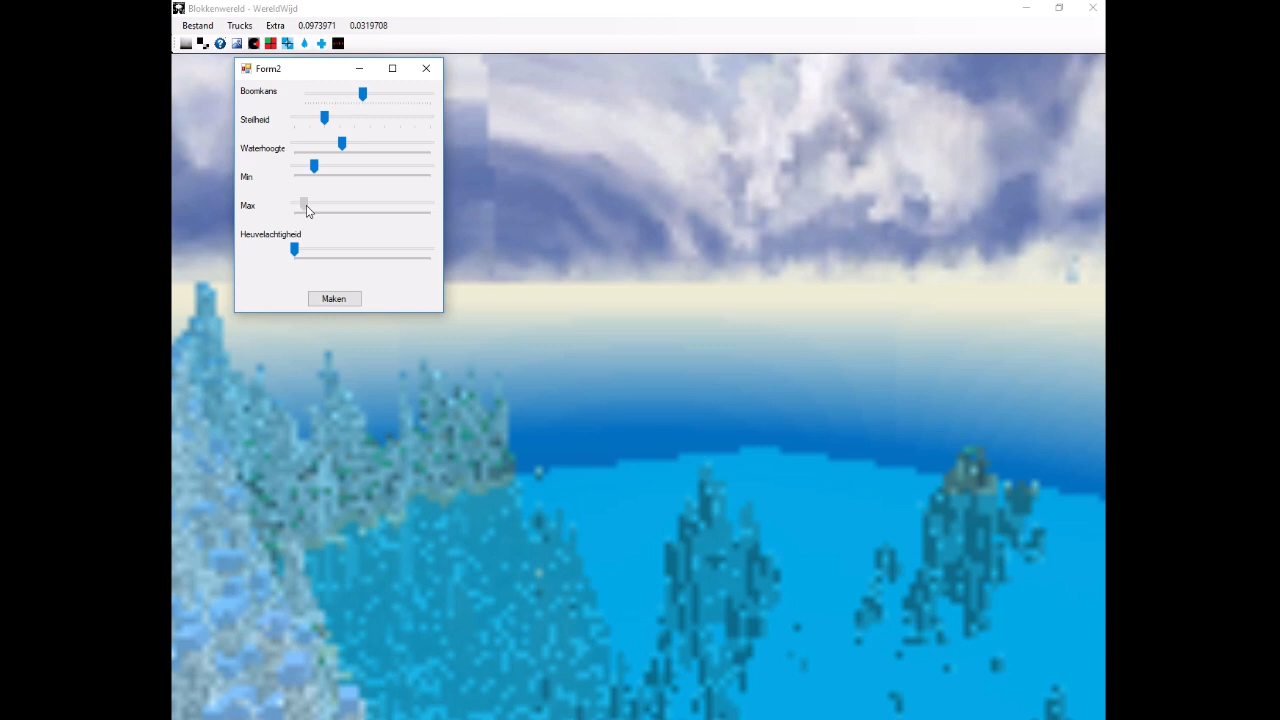 Blokkenwereld - WereldWijd
Bestand Trucks Extra 0.0973971 0.0319708
Form2
Boomkans
Steilheid
Waterhoogte
Min
Max
Heuvelachtigheid
Maken